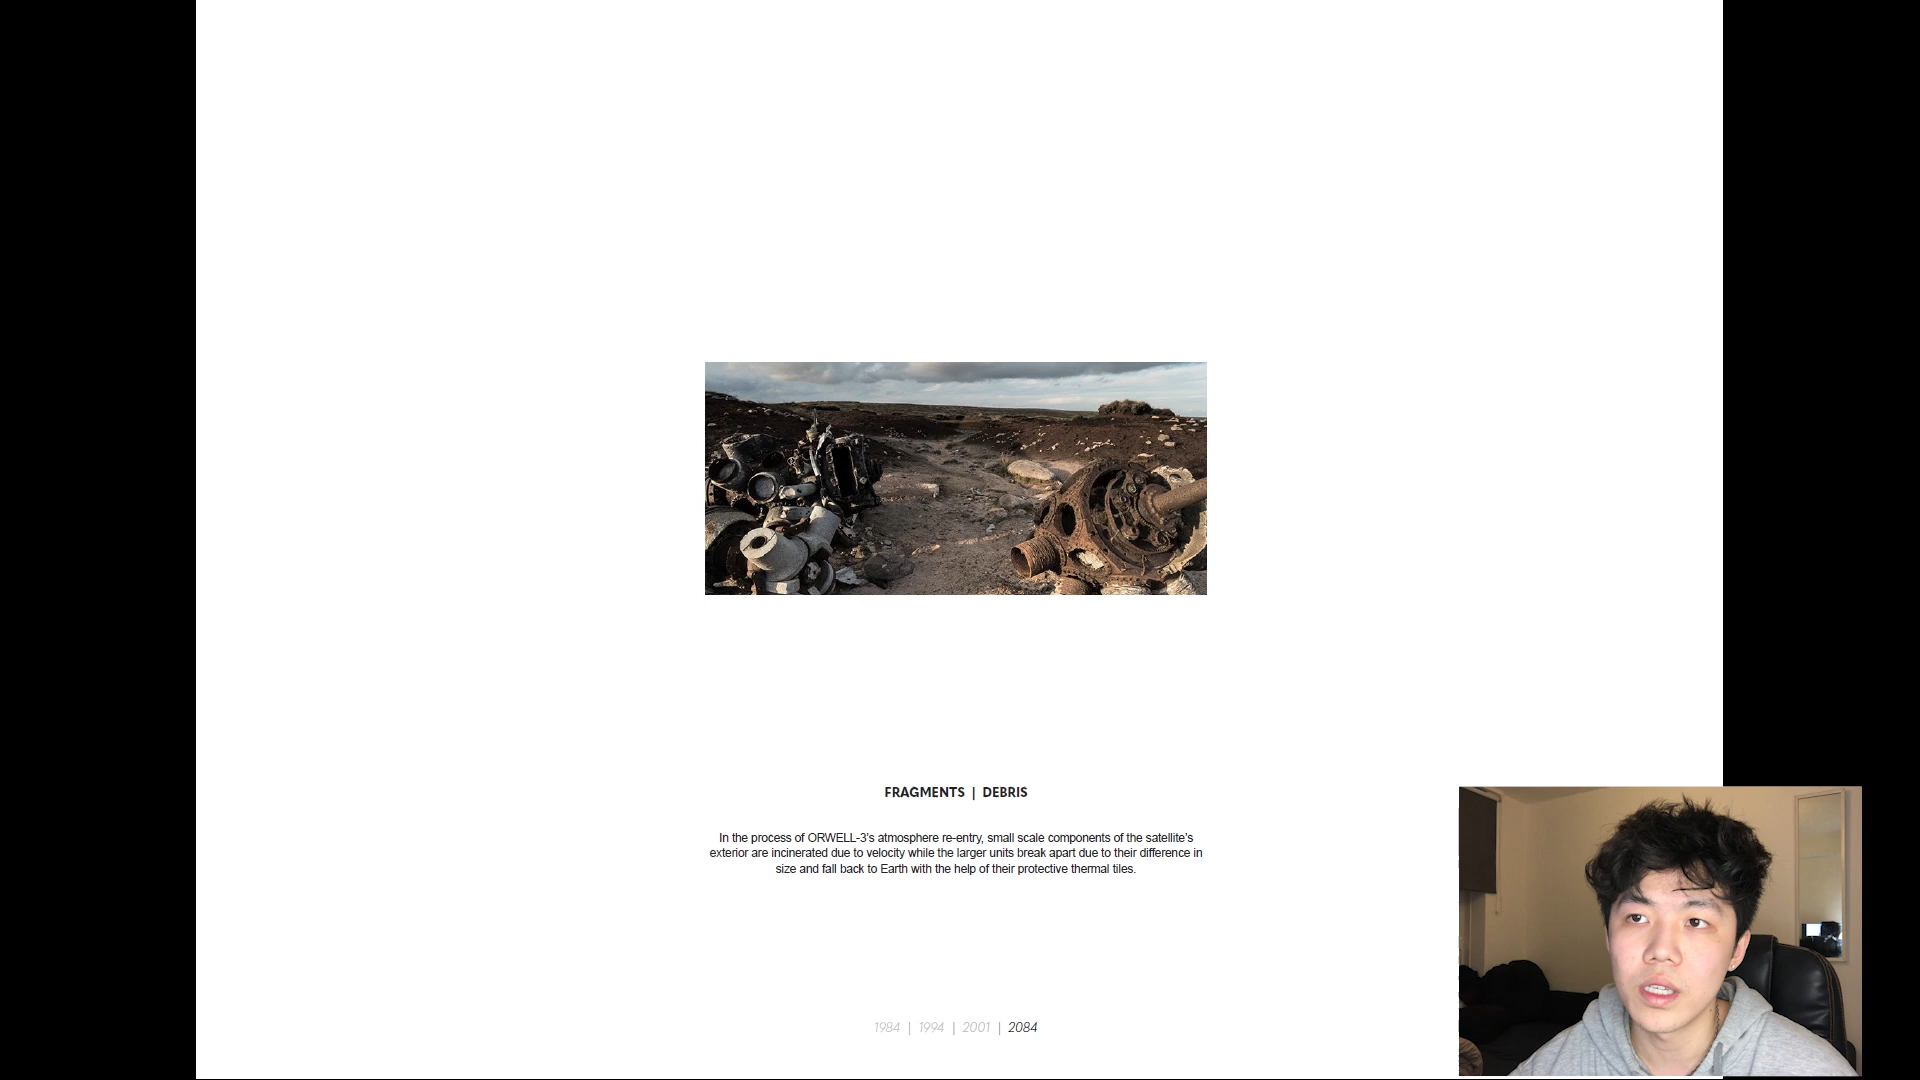 FRAGMENTS | DEBRIS
In the process of ORWELL-3's atmosphere re-entry, small scale components of the satellite's
exterior are incinerated due to velocity while the larger units break apart due to their difference in
size and fall back to Earth with the help of their protective thermal tiles.
1984 | 1994 | 2001 | 2084